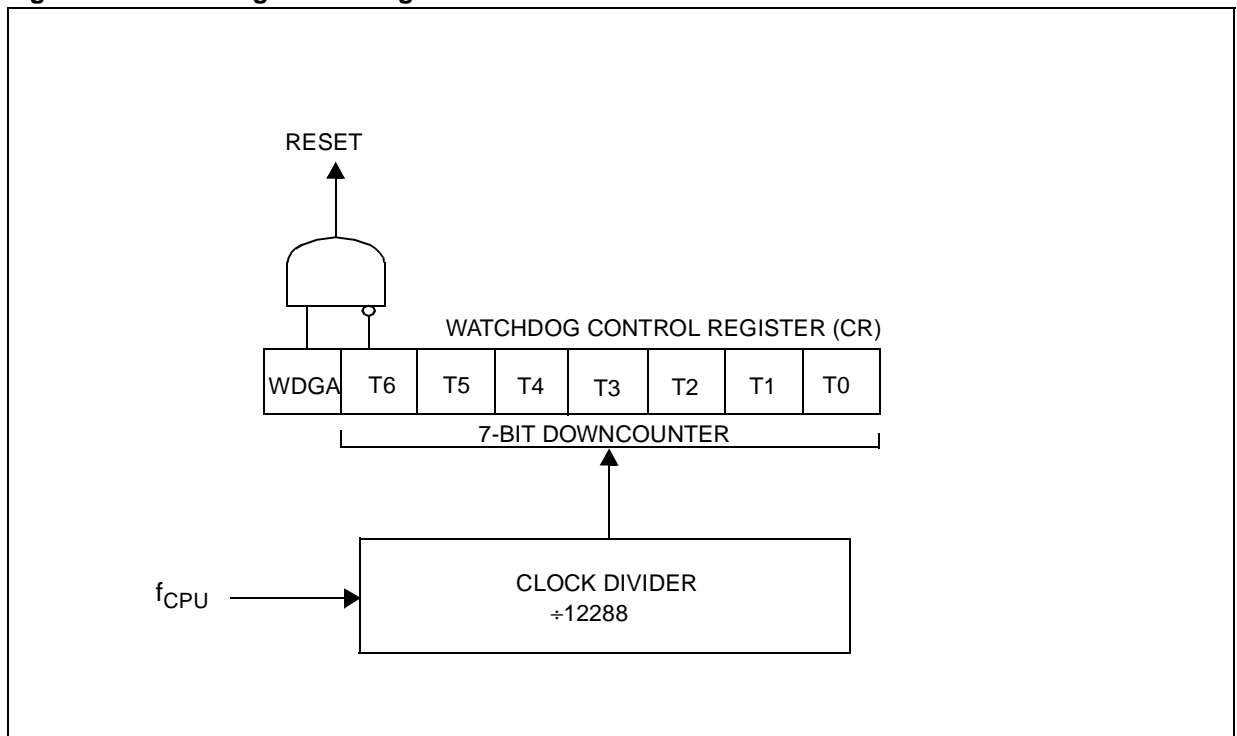 RESET
WATCHDOG CONTROL REGISTER (CR)
WDGA T6 T5 T4 T3 T2 T1 T0
7-BIT DOWNCOUNTER
fCPU
CLOCK DIVIDER
÷12288